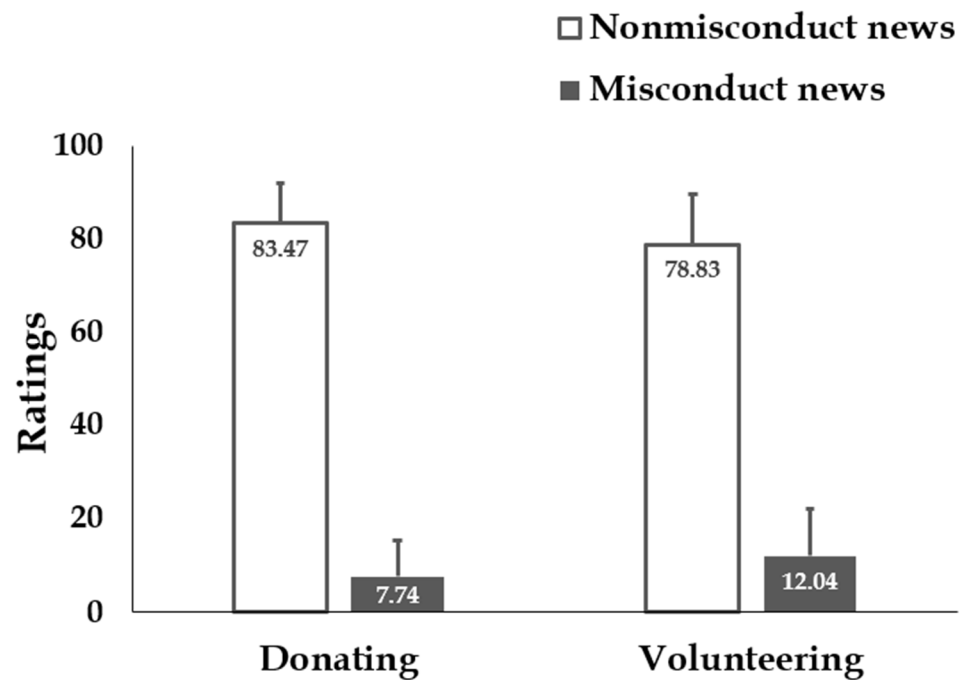 Nonmisconduct news
Misconduct news
100
80
60
40
20
0
Ratings
83.47
7.74
78.83
12.04
Donating
Volunteering